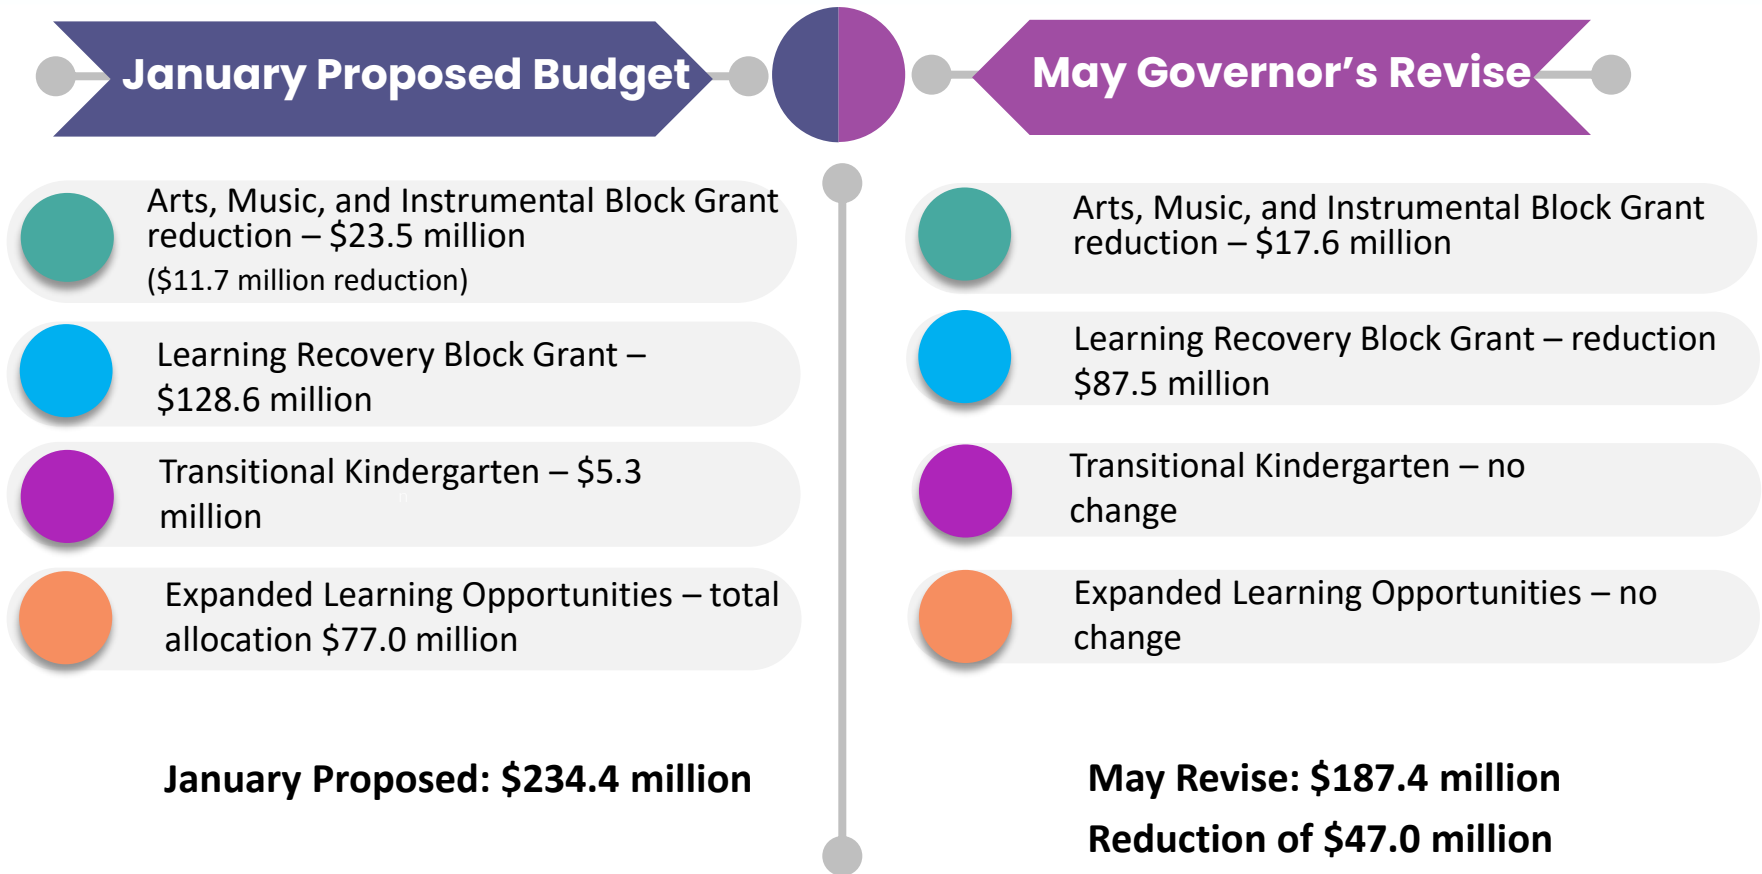 January Proposed Budget
Arts, Music, and Instrumental Block Grant
reduction – $23.5 million
($11.7 million reduction)
Learning Recovery Block Grant –
$128.6 million
Transitional Kindergarten – $5.3
million
Expanded Learning Opportunities – total
allocation $77.0 million
January Proposed: $234.4 million
May Governor’s Revise
Arts, Music, and Instrumental Block Grant
reduction – $17.6 million
Learning Recovery Block Grant – reduction
$87.5 million
Transitional Kindergarten – no
change
Expanded Learning Opportunities – no
change
May Revise: $187.4 million
Reduction of $47.0 million